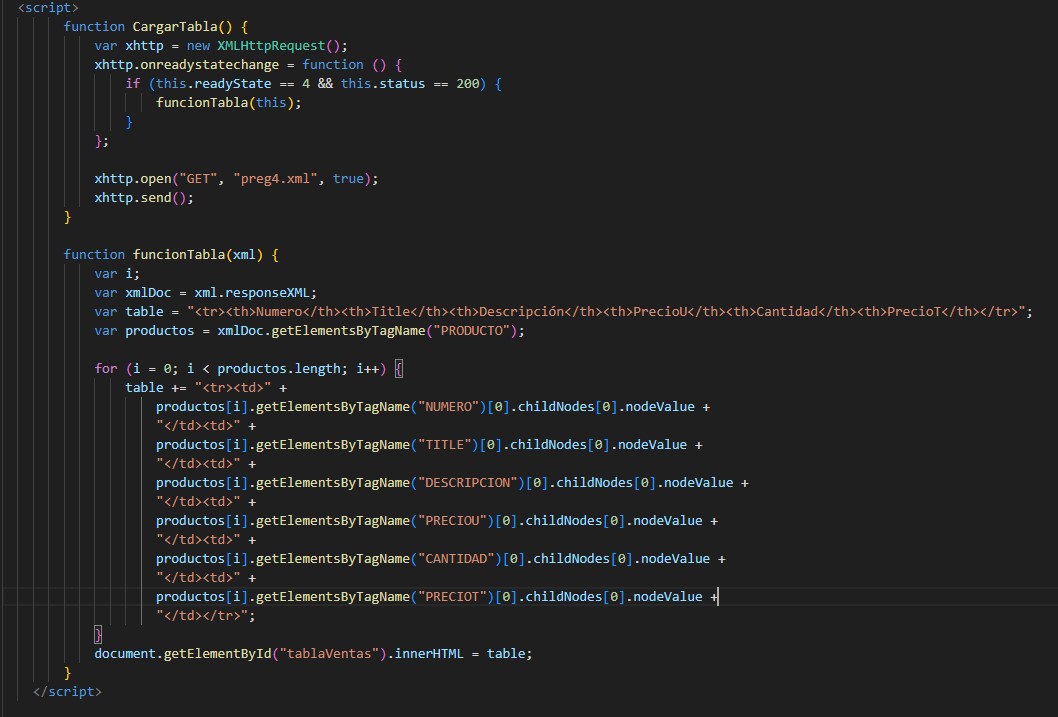 <script>
function CargarTabla() {
var xhttp = new XMLHttpRequest();
xhttp.onreadystatechange = function () {
if (this.readyState == 4 && this.status == 200) {
funcionTabla(this);
}
};
xhttp.open("GET", "preg4.xml", true);
xhttp.send();
}
function funcionTabla(xml) {
var i;
var xmlDoc = xml.responseXML;
var table = "<tr><th>Numero</th><th>Title</th><th>Descripción</th><th>PrecioU</th><th>Cantidad</th><th>PrecioT</th></tr>";
var productos = xmlDoc.getElementsByTagName("PRODUCTO");
for (i = 0; i < productos.length; i++) {
table += "<tr><td>" +
productos[i].getElementsByTagName("NUMERO")[0].childNodes[0].nodeValue +
"</td><td>" +
productos[i].getElementsByTagName("TITLE")[0].childNodes[0].nodeValue +
"</td><td>" +
productos[i].getElementsByTagName("DESCRIPCION")[0].childNodes[0].nodeValue +
"</td><td>" +
productos[i].getElementsByTagName("PRECIOU")[0].childNodes[0].nodeValue +
"</td><td>" +
productos[i].getElementsByTagName("CANTIDAD")[0].childNodes[0].nodeValue +
"</td><td>" +
productos[i].getElementsByTagName("PRECIOT")[0].childNodes[0].nodeValue +
"</td></tr>";
}
document.getElementById("tablaVentas").innerHTML = table;
}
</script>